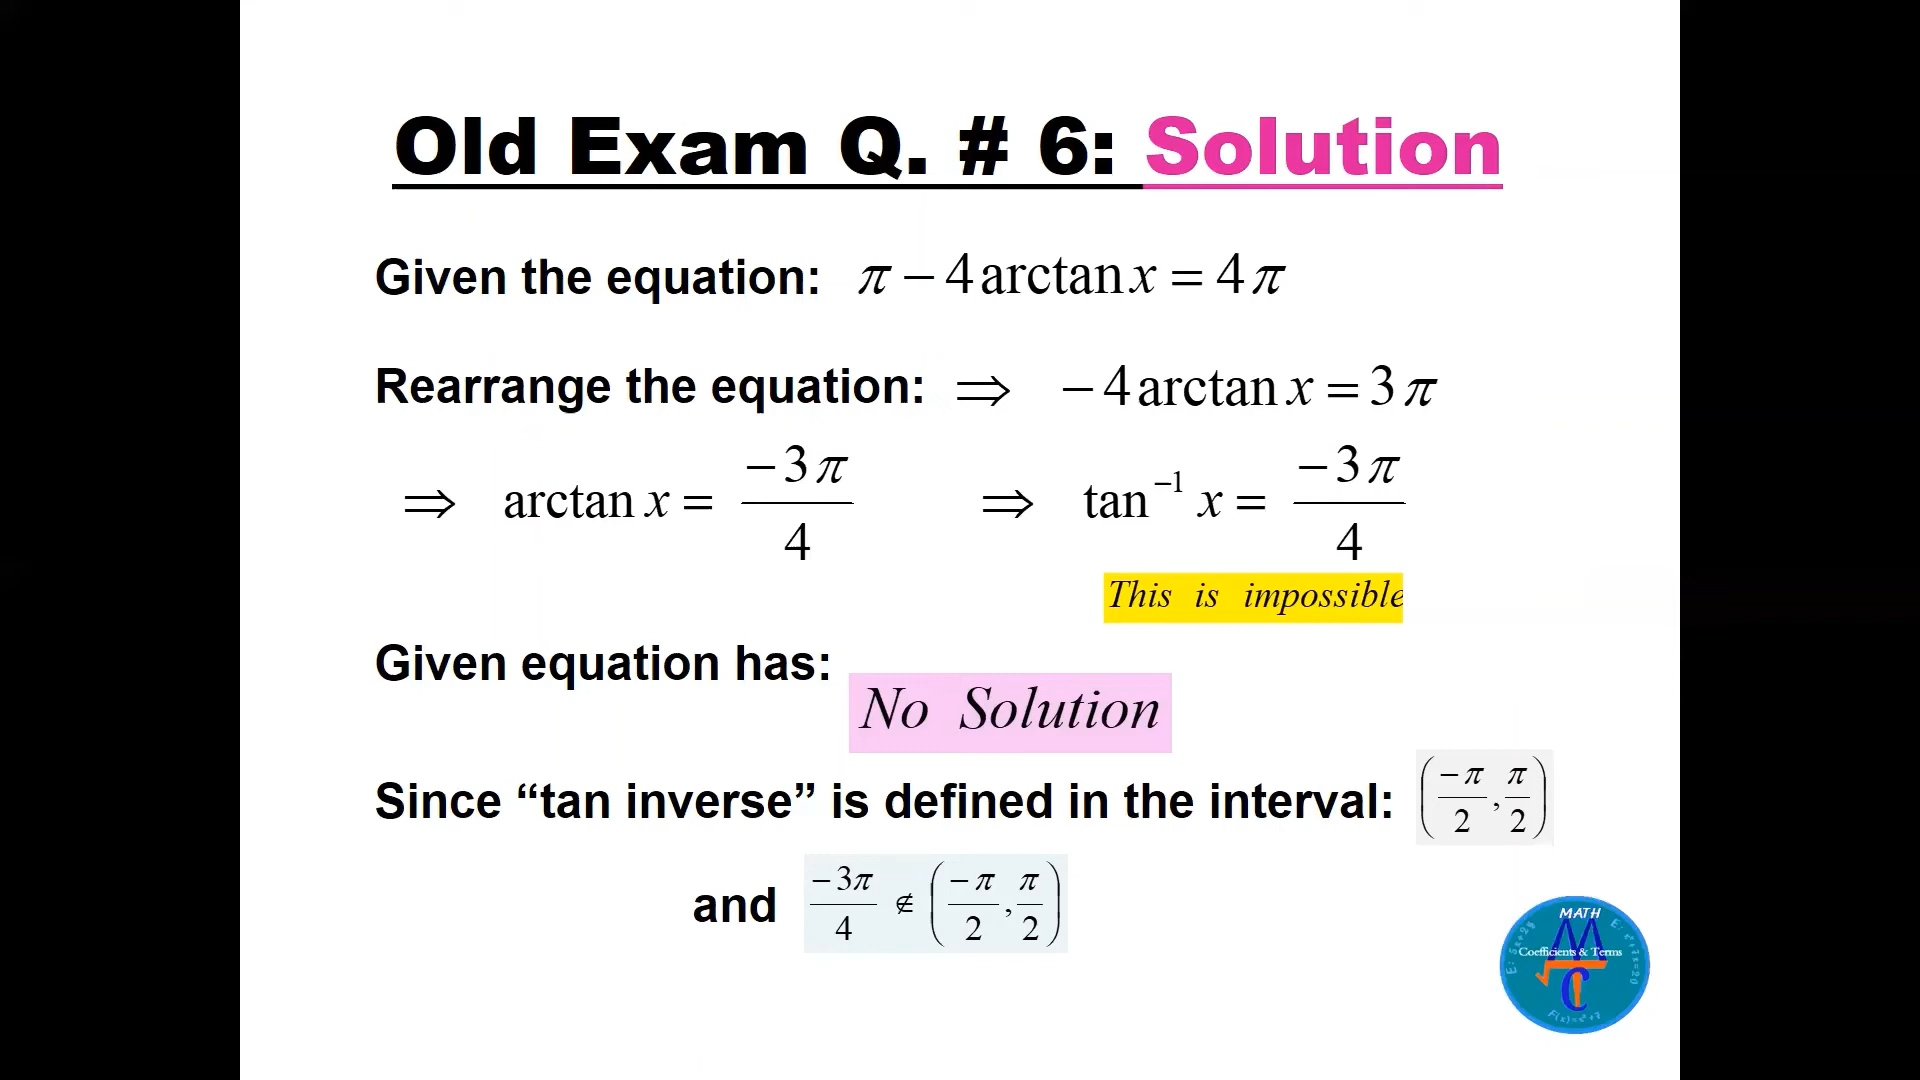 Old Exam Q. # 6: Solution
Given the equation: π − 4 arctan x = 4π
Rearrange the equation: ⇒ − 4 arctan x = 3π
⇒ arctan x = −3π/4 ⇒ tan⁻¹ x = −3π/4
This is impossible
Given equation has:
No Solution
Since “tan inverse” is defined in the interval: (−π/2, π/2)
and −3π/4 ∉ (−π/2, π/2)
MATH
Coefficients & Terms